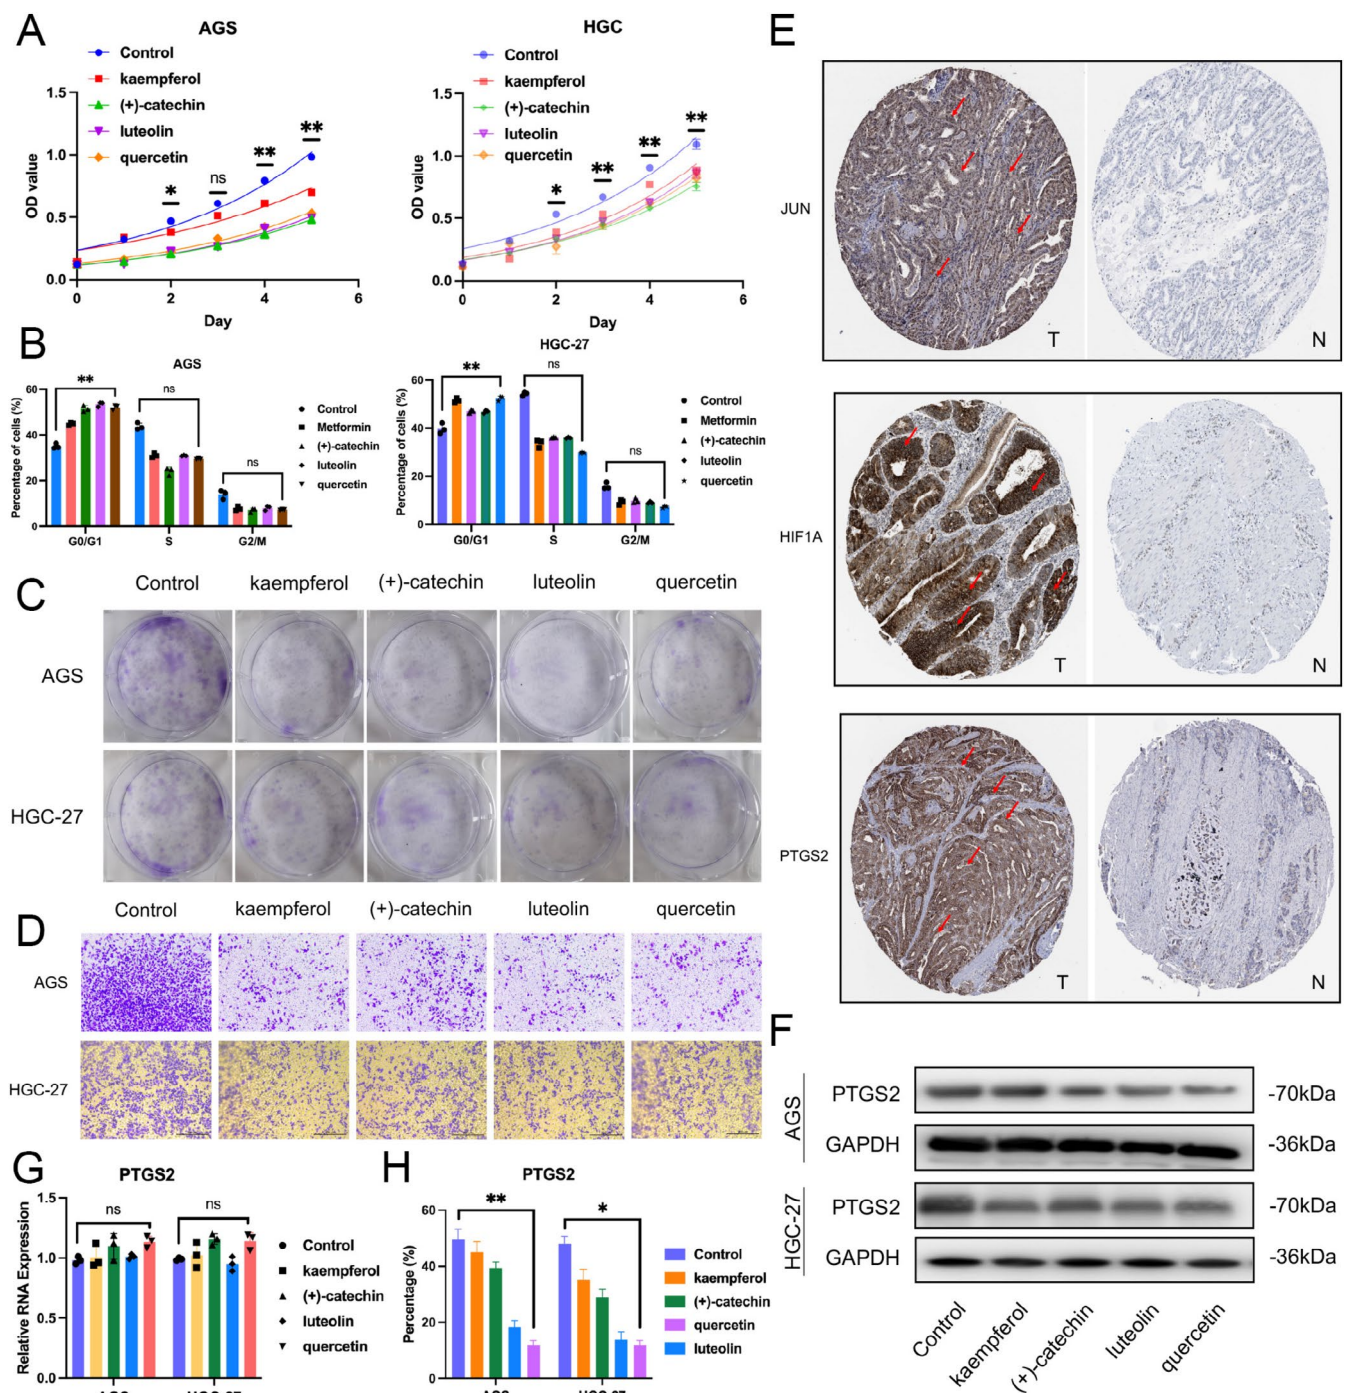 A
AGS
Control
kaempferol
(+)-catechin
luteolin
quercetin
OD value
1.5
1.0
0.5
0.0
*
ns
**
**
0
2
4
6
Day
HGC
Control
kaempferol
(+)-catechin
luteolin
quercetin
OD value
1.5
1.0
0.5
0.0
*
**
**
**
0
2
4
6
Day
B
AGS
Percentage of cells (%)
60
40
20
0
**
ns
ns
G0/G1
S
G2/M
Control
Metformin
(+)-catechin
luteolin
quercetin
HGC-27
Percentage of cells (%)
80
60
40
20
0
**
ns
ns
G0/G1
S
G2/M
Control
Metformin
(+)-catechin
luteolin
quercetin
C
Control
kaempferol
(+)-catechin
luteolin
quercetin
AGS
HGC-27
D
Control
kaempferol
(+)-catechin
luteolin
quercetin
AGS
HGC-27
E
JUN
T
N
HIF1A
T
N
PTGS2
T
N
F
AGS
PTGS2
-70kDa
GAPDH
-36kDa
HGC-27
PTGS2
-70kDa
GAPDH
-36kDa
Control
kaempferol
(+)-catechin
luteolin
quercetin
G
PTGS2
Relative RNA Expression
1.5
1.0
0.5
0.0
ns
ns
AGS
HGC-27
Control
kaempferol
(+)-catechin
luteolin
quercetin
H
PTGS2
Percentage (%)
60
40
20
0
**
*
AGS
HGC-27
Control
kaempferol
(+)-catechin
quercetin
luteolin